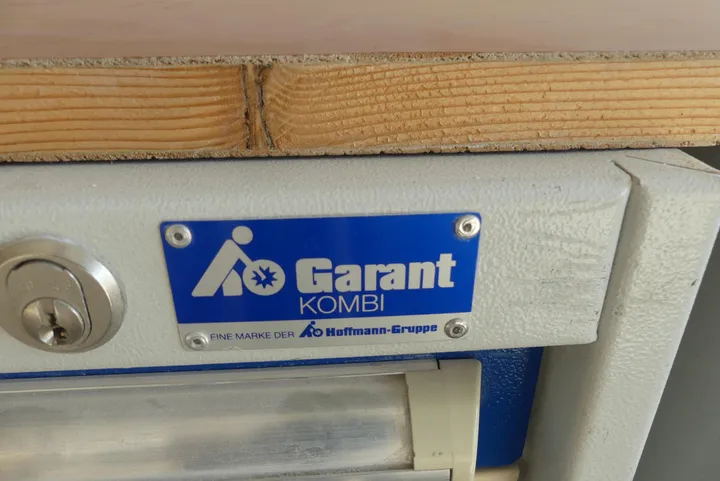 Garant
KOMBI
EINE MARKE DER Hoffmann-Gruppe